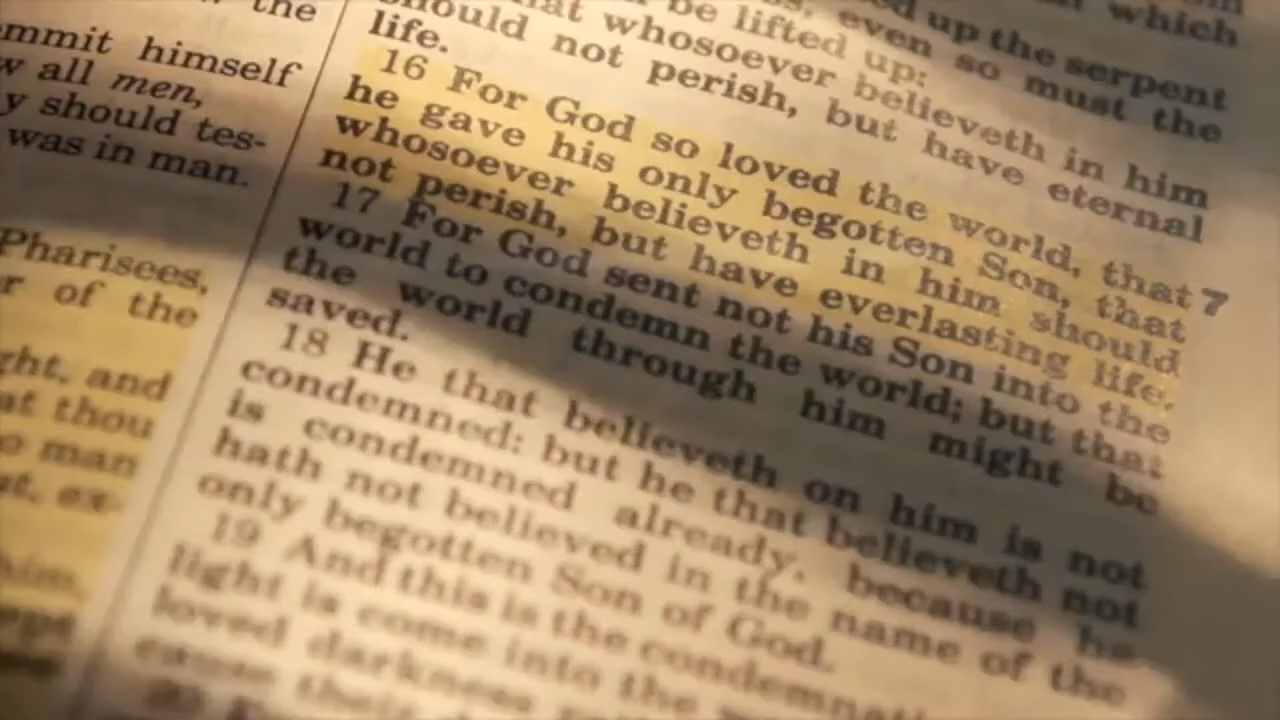 the
mmit himself
w all men,
y should tes-
was in man.
Pharisees,
r of the
ght, and
at thou
o man
ex-
him,
up the serpent
even so must the
be lifted up:
that whosoever believeth in him
should not perish, but have eternal
life.
16 For God so loved the world, that
he gave his only begotten Son, that
whosoever believeth in him should
not perish, but have everlasting life.
17 For God sent not his Son into the
world to condemn the world; but that
the world through him might be
saved.
18 He that believeth on him is not
condemned: but he that believeth not
is condemned already, because he
hath not believed in the name of the
only begotten Son of God.
19 And this is the condemnati
light is come into the
loved darkness
7
which